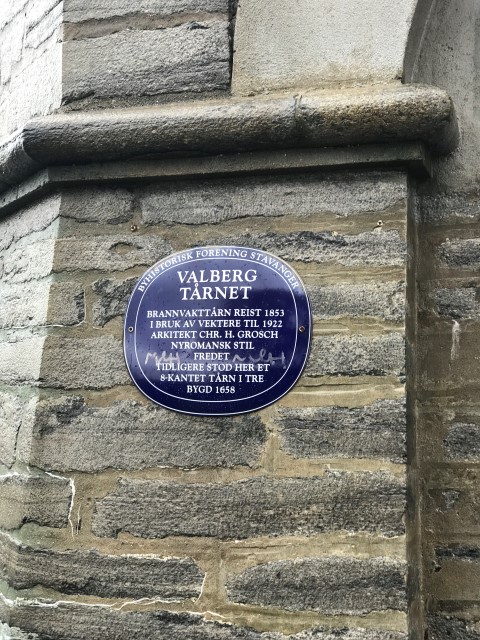 BYHISTORISK FORENING STAVANGER
VALBERG
TÅRNET
BRANNVAKTTÅRN REIST 1853
I BRUK AV VEKTERE TIL 1922
ARKITEKT CHR. H. GROSCH
NYROMANSK STIL
FREDET
TIDLIGERE STOD HER ET
8-KANTET TÅRN I TRE
BYGD 1658